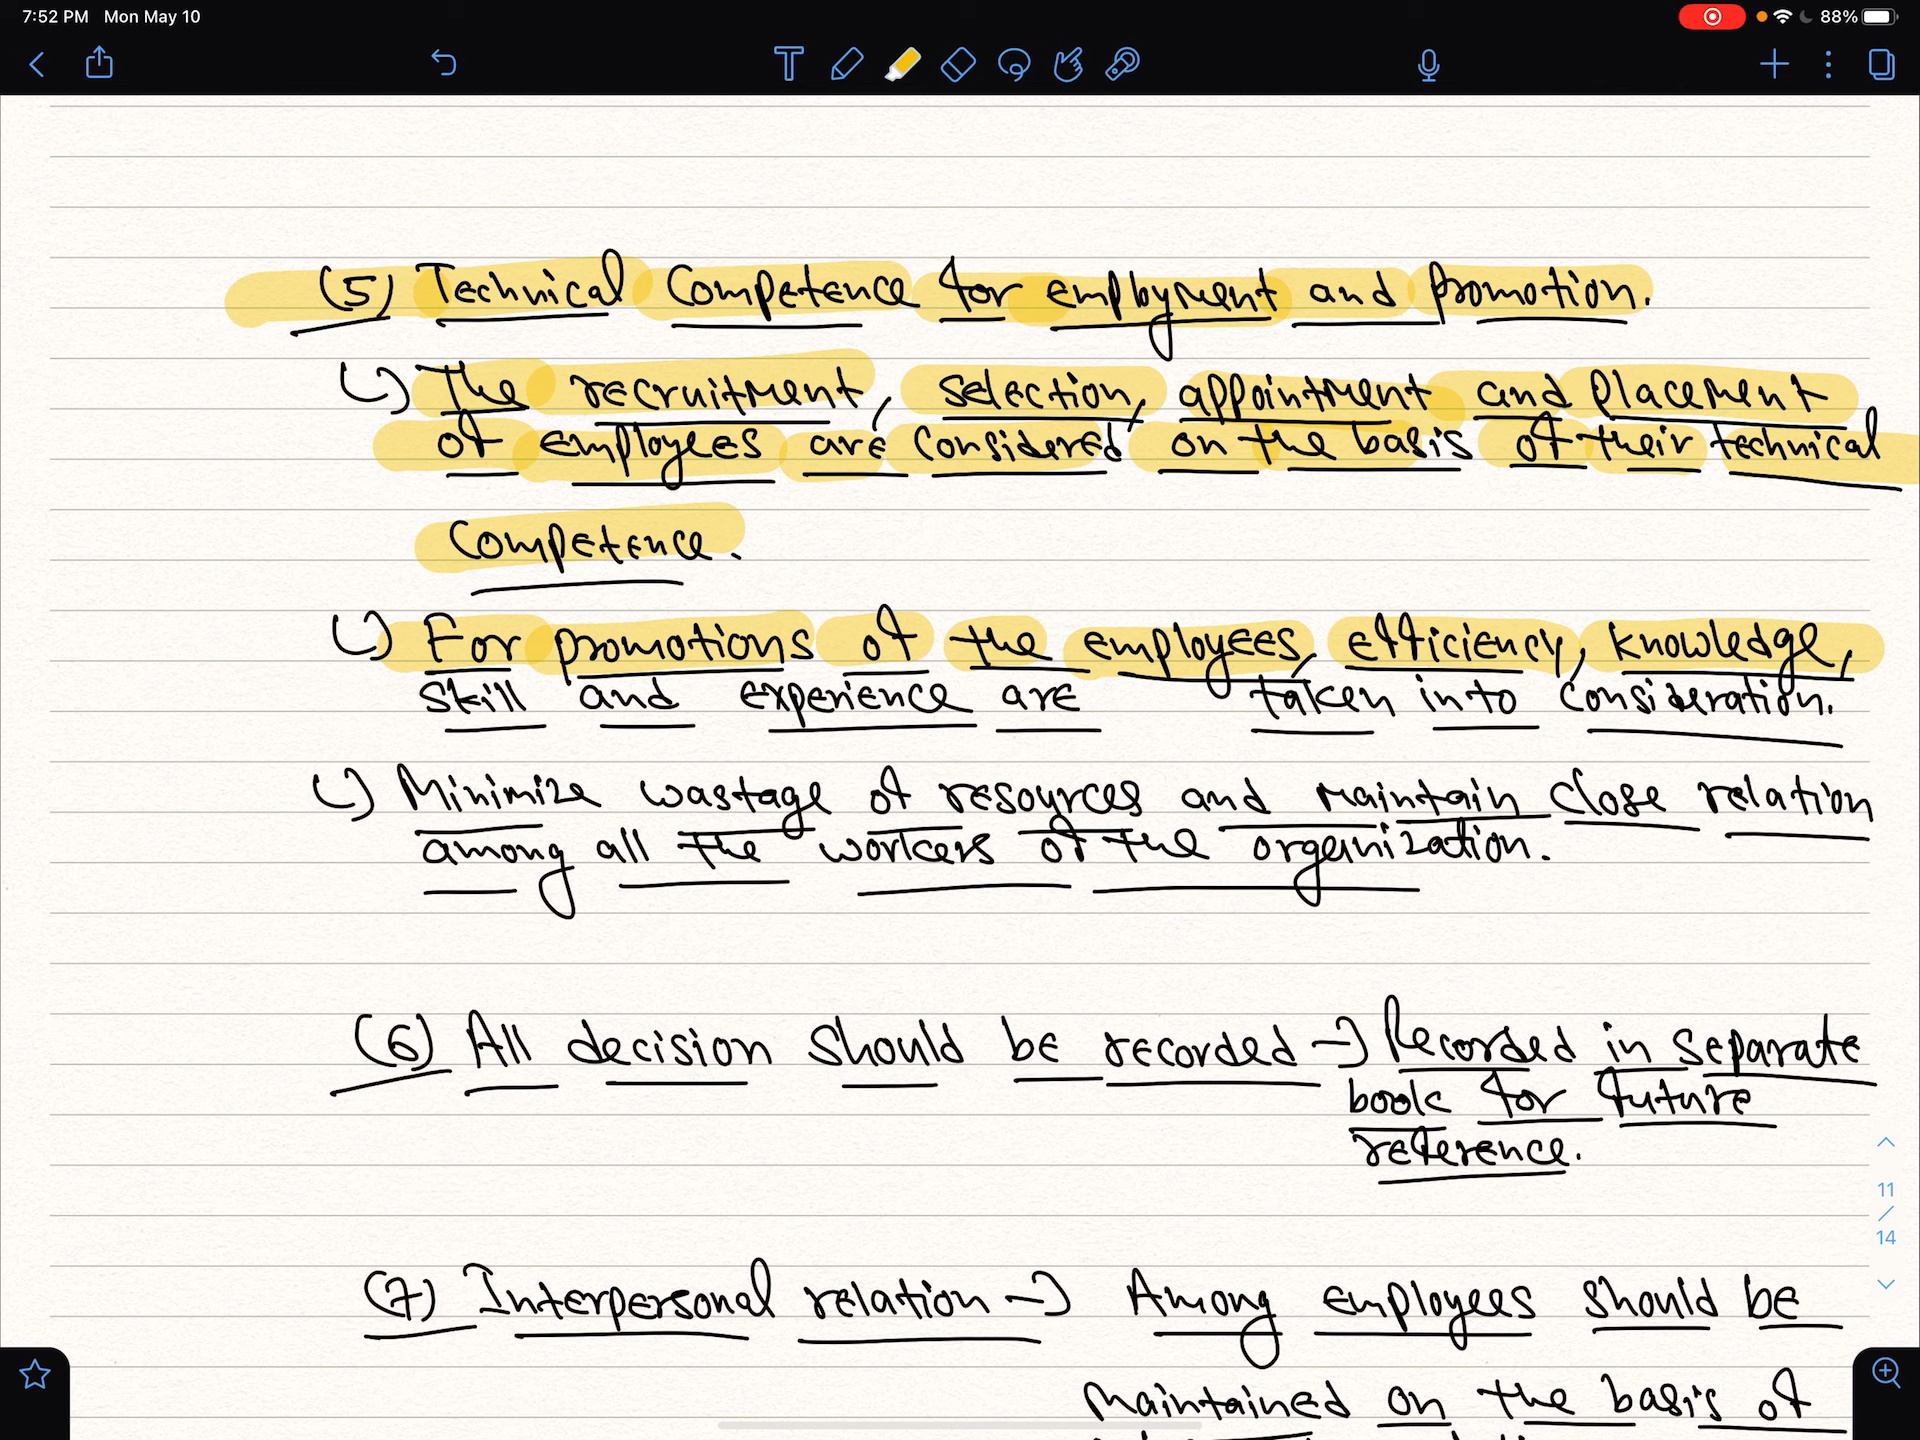 7:52 PM Mon May 10
88%
(5) Technical Competence for employment and promotion.
The recruitment, selection, appointment and placement
of employees are considered on the basis of their technical
Competence.
For promotions of the employees, efficiency, knowledge,
skill and experience are taken into consideration.
Minimize wastage of resources and maintain close relation
among all the workers of the organization.
(6) All decision should be recorded → Recorded in separate
book for future
reference.
11
/
14
(7) Interpersonal relation → Among employees should be
maintained on the basis of